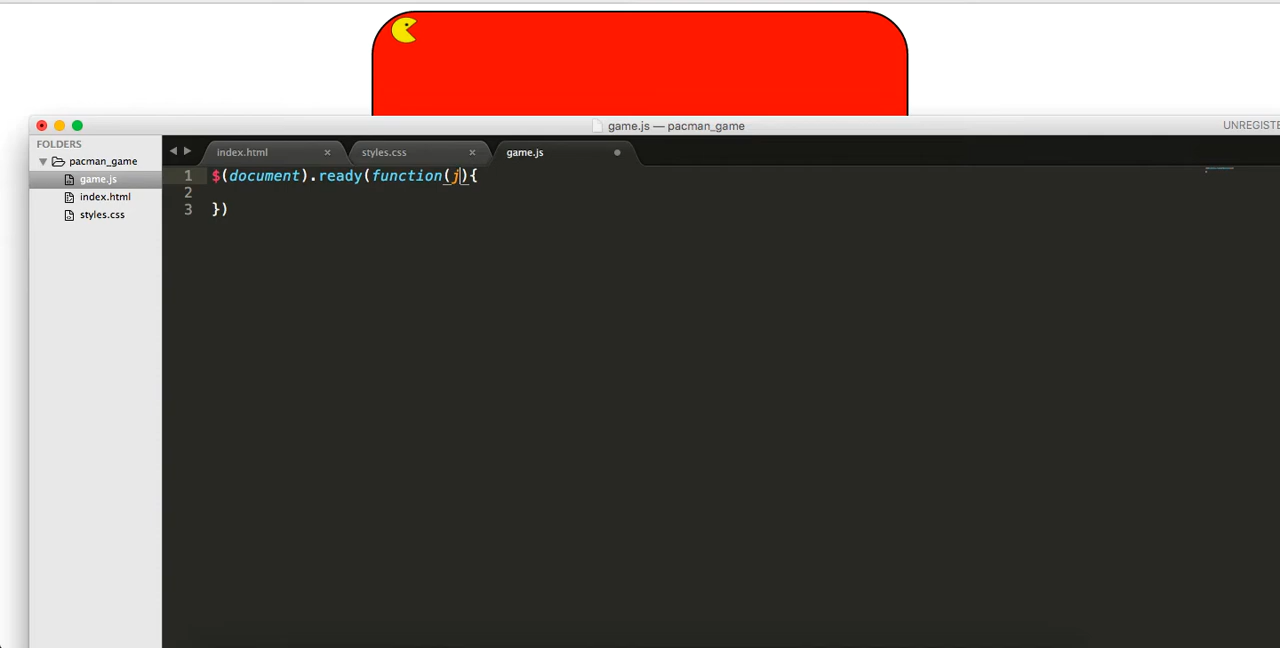 game.js — pacman_game
UNREGISTE
FOLDERS
pacman_game
game.js
index.html
styles.css
index.html × styles.css × game.js
1 $(document).ready(function(j){
2
3 })